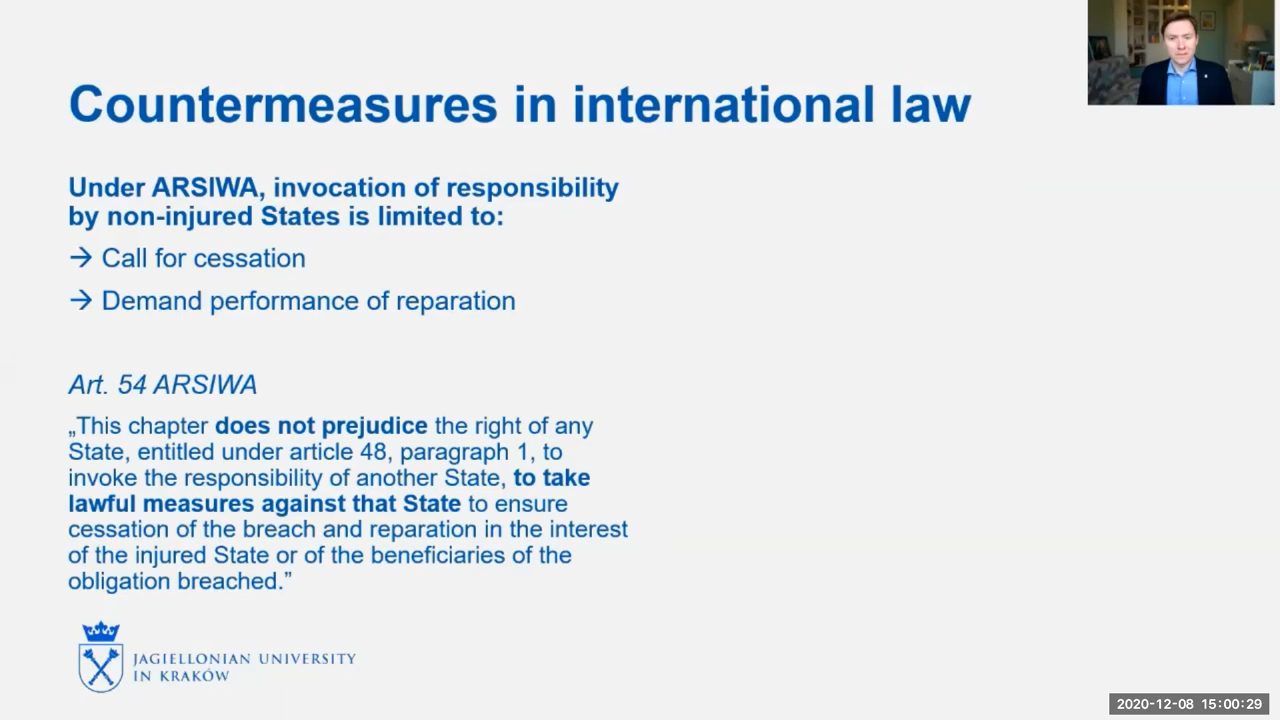 Countermeasures in international law
Under ARSIWA, invocation of responsibility
by non-injured States is limited to:
→ Call for cessation
→ Demand performance of reparation
Art. 54 ARSIWA
„This chapter does not prejudice the right of any
State, entitled under article 48, paragraph 1, to
invoke the responsibility of another State, to take
lawful measures against that State to ensure
cessation of the breach and reparation in the interest
of the injured State or of the beneficiaries of the
obligation breached.”
JAGIELLONIAN UNIVERSITY
IN KRAKÓW
2020-12-08 15:00:29